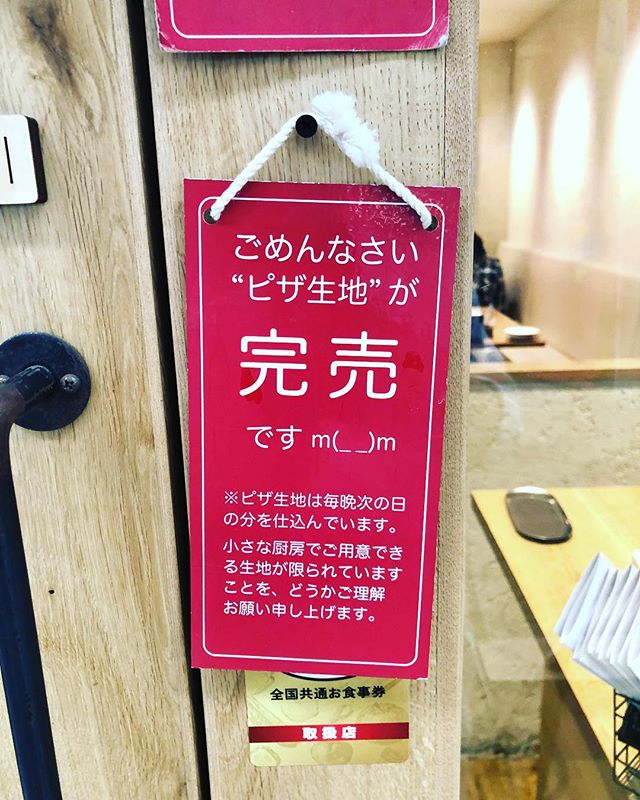 ごめんなさい
“ピザ生地”が
完売
です m(_ _)m
※ピザ生地は毎晩次の日
の分を仕込んでいます。
小さな厨房でご用意でき
る生地が限られています
ことを、どうかご理解
お願い申し上げます。
全国共通お食事券
取扱店